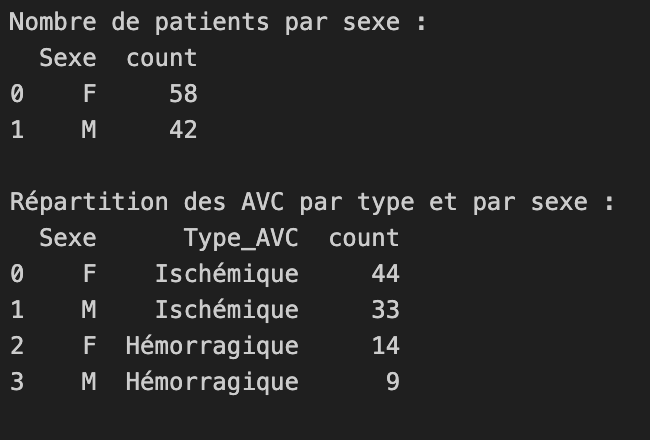 Nombre de patients par sexe :
Sexe count
0 F 58
1 M 42
Répartition des AVC par type et par sexe :
Sexe Type_AVC count
0 F Ischémique 44
1 M Ischémique 33
2 F Hémorragique 14
3 M Hémorragique 9